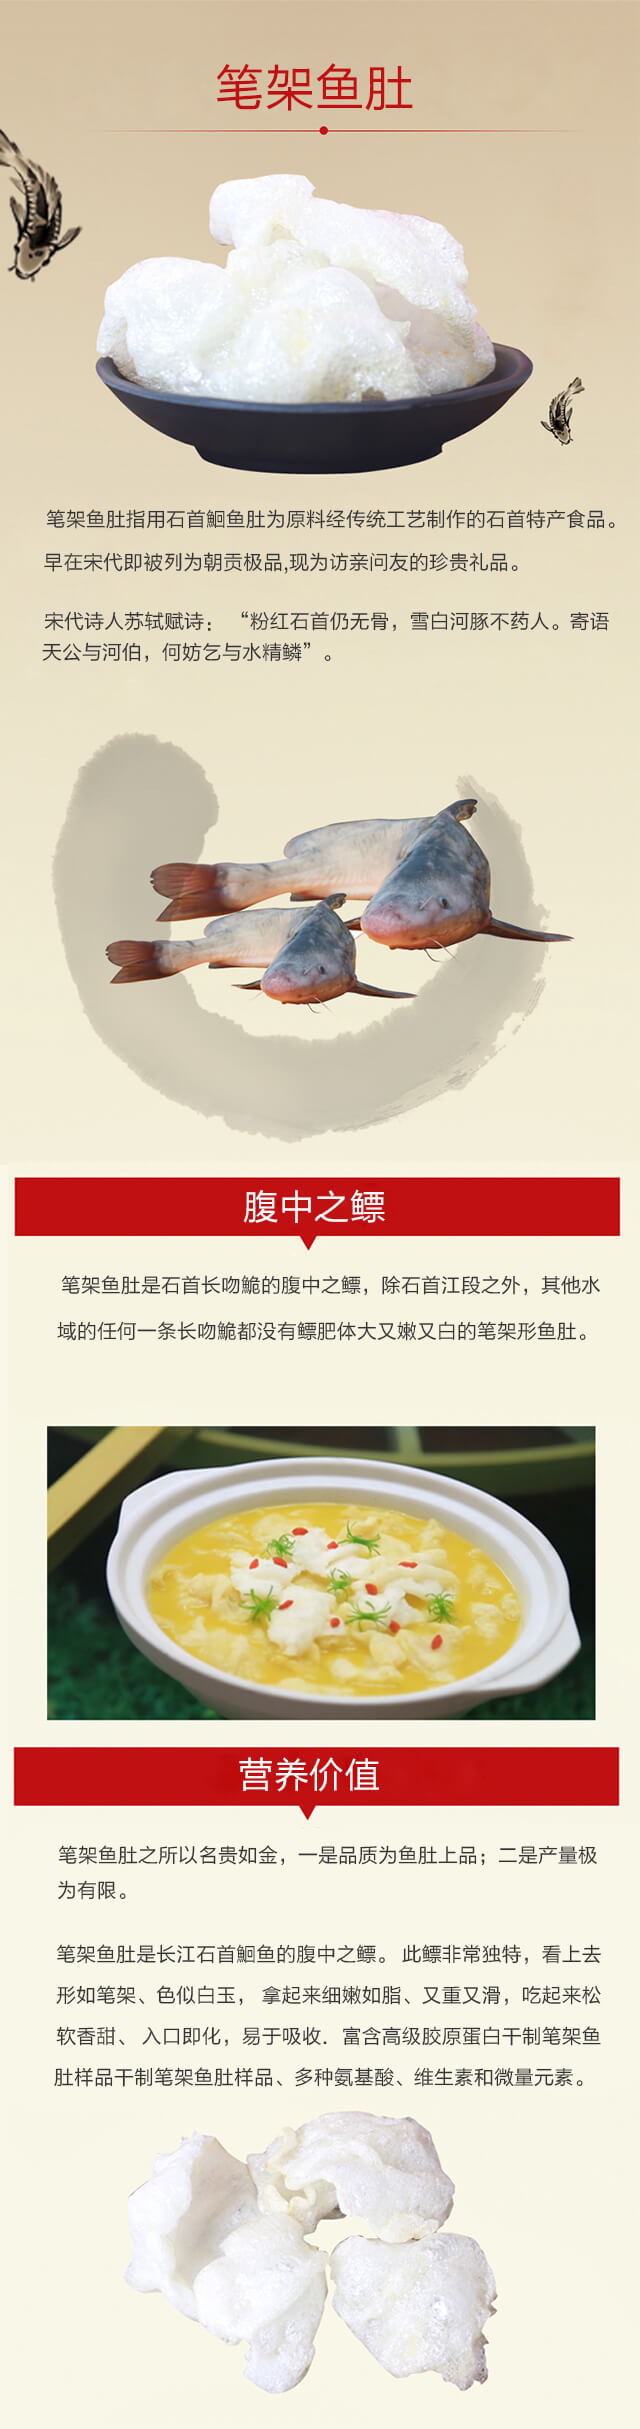 笔架鱼肚
笔架鱼肚指用石首鮰鱼肚为原料经传统工艺制作的石首特产食品。
早在宋代即被列为朝贡极品,现为访亲问友的珍贵礼品。
宋代诗人苏轼赋诗： “粉红石首仍无骨，雪白河豚不药人。寄语
天公与河伯，何妨乞与水精鳞”。
腹中之鳔
笔架鱼肚是石首长吻鮠的腹中之鳔，除石首江段之外，其他水
域的任何一条长吻鮠都没有鳔肥体大又嫩又白的笔架形鱼肚。
营养价值
笔架鱼肚之所以名贵如金，一是品质为鱼肚上品；二是产量极
为有限。
笔架鱼肚是长江石首鮰鱼的腹中之鳔。 此鳔非常独特，看上去
形如笔架、色似白玉， 拿起来细嫩如脂、又重又滑，吃起来松
软香甜、 入口即化，易于吸收．富含高级胶原蛋白干制笔架鱼
肚样品干制笔架鱼肚样品、多种氨基酸、维生素和微量元素。